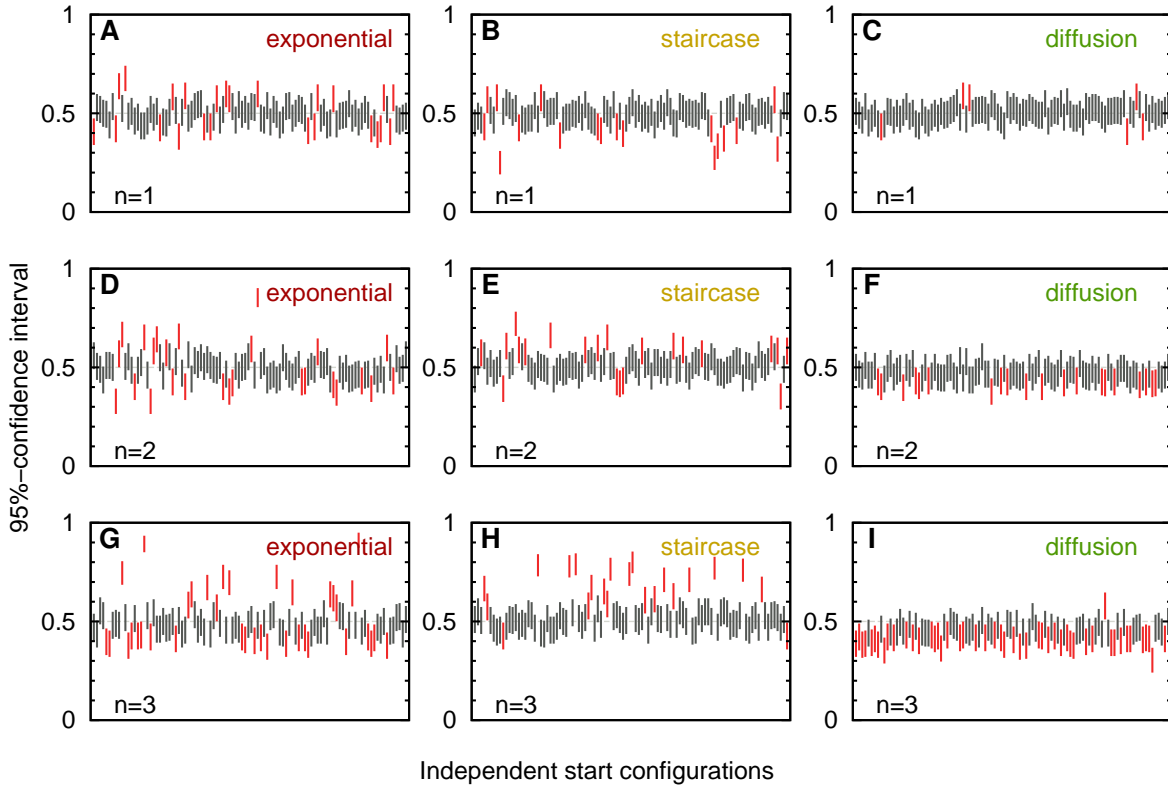 1
A
exponential
0.5
n=1
0
B
staircase
n=1
C
diffusion
n=1
1
D
exponential
0.5
n=2
0
E
staircase
n=2
F
diffusion
n=2
1
G
exponential
0.5
n=3
0
H
staircase
n=3
I
diffusion
n=3
1
0.5
0
1
0.5
0
1
0.5
0
1
0.5
0
1
0.5
0
1
0.5
0
95%−confidence interval
Independent start configurations